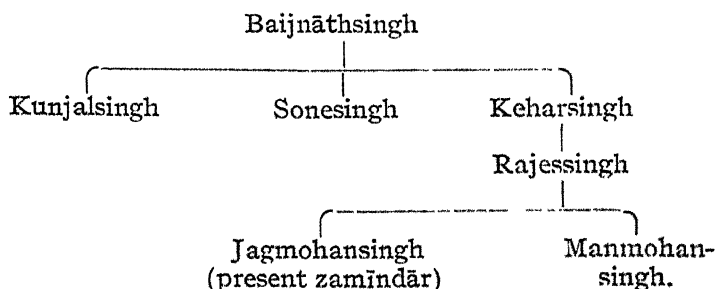 Baijnāthsingh
Kunjalsingh Sonesingh Keharsingh
Rajessingh
Jagmohansingh Manmohan-
(present zamīndār) singh.